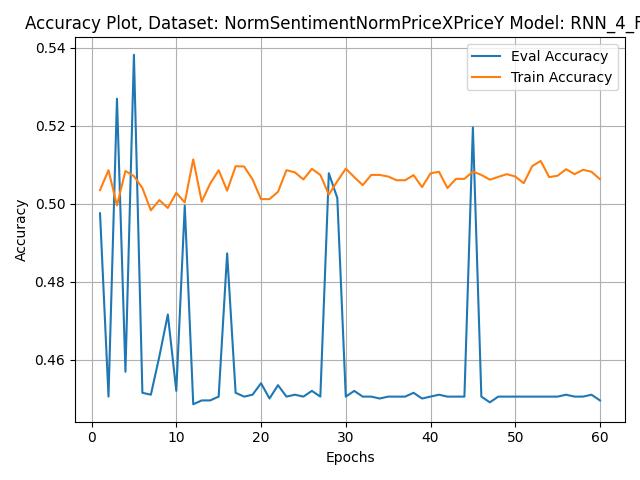 Accuracy Plot, Dataset: NormSentimentNormPriceXPriceY Model: RNN_4_
Eval Accuracy
Train Accuracy
0.54
0.52
0.50
0.48
0.46
Accuracy
0 10 20 30 40 50 60
Epochs